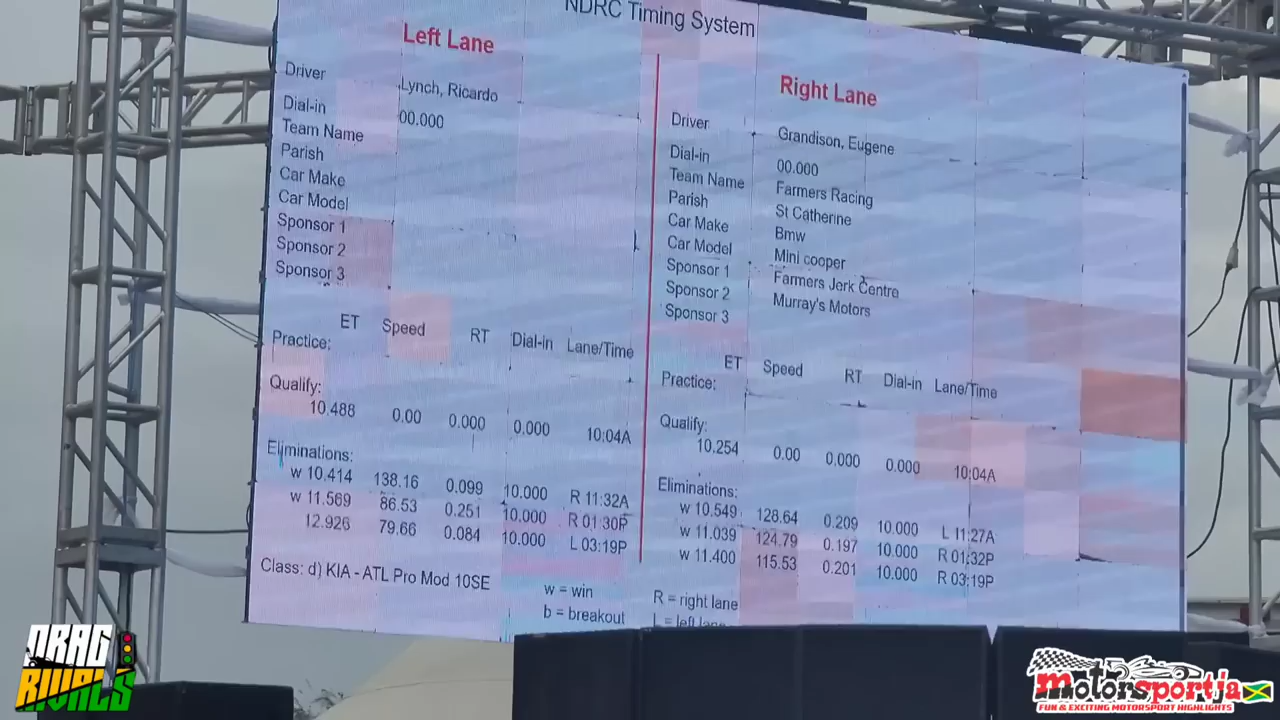 NDRC Timing System
Left Lane
Driver Lynch, Ricardo
Dial-in 00.000
Team Name
Parish
Car Make
Car Model
Sponsor 1
Sponsor 2
Sponsor 3
ET Speed RT Dial-in Lane/Time
Practice:
Qualify:
10.488 0.00 0.000 0.000 10:04A
Eliminations:
w 10.414 138.16 0.099 10.000 R 11:32A
w 11.569 86.53 0.251 10.000 R 01:30P
12.926 79.66 0.084 10.000 L 03:19P
Class: d) KIA - ATL Pro Mod 10SE
w = win
b = breakout
Right Lane
Driver Grandison, Eugene
Dial-in 00.000
Team Name Farmers Racing
Parish St Catherine
Car Make Bmw
Car Model Mini cooper
Sponsor 1 Farmers Jerk Centre
Sponsor 2 Murray's Motors
Sponsor 3
ET Speed RT Dial-in Lane/Time
Practice:
Qualify:
10.254 0.00 0.000 0.000 10:04A
Eliminations:
w 10.549 128.64 0.209 10.000 L 11:27A
w 11.039 124.79 0.197 10.000 R 01:32P
w 11.400 115.53 0.201 10.000 R 03:19P
R = right lane
L = left lane
DRAG
RIVALS
motorsportja
FUN & EXCITING MOTORSPORT HIGHLIGHTS